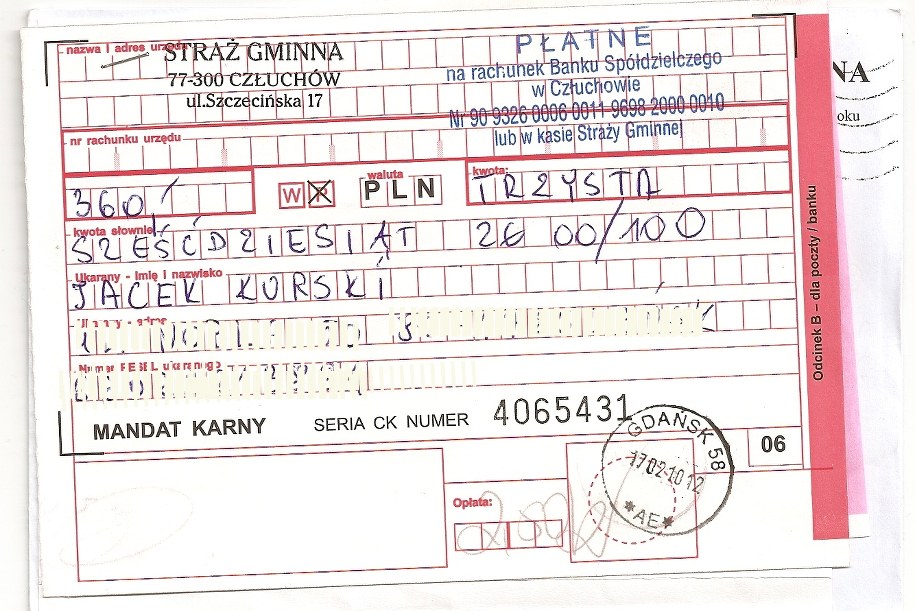 nazwa i adres urzędu
STRAŻ GMINNA
77-300 CZŁUCHÓW
ul.Szczecińska 17
PŁATNE
na rachunek Banku Spółdzielczego
w Człuchowie
Nr 90 9326 0006 0011 9698 2000 0010
lub w kasie Straży Gminnej
NA
oku
nr rachunku urzędu
360,-
W R
waluta
PLN
kwota:
TRZYSTA
kwota słownie
SZEŚĆDZIESIĄT ZŁ 00/100
Ukarany - imię i nazwisko
JACEK KURSKI
MANDAT KARNY SERIA CK NUMER 4065431
06
Opłata:
GDAŃSK 58
17.02.10 12
*AE*
Odcinek B – dla poczty / banku